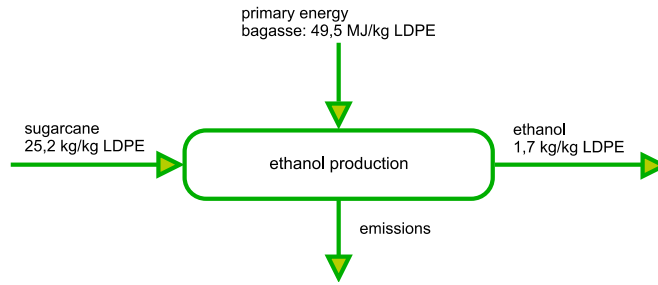 primary energy
bagasse: 49,5 MJ/kg LDPE
sugarcane
25,2 kg/kg LDPE
ethanol
1,7 kg/kg LDPE
ethanol production
emissions